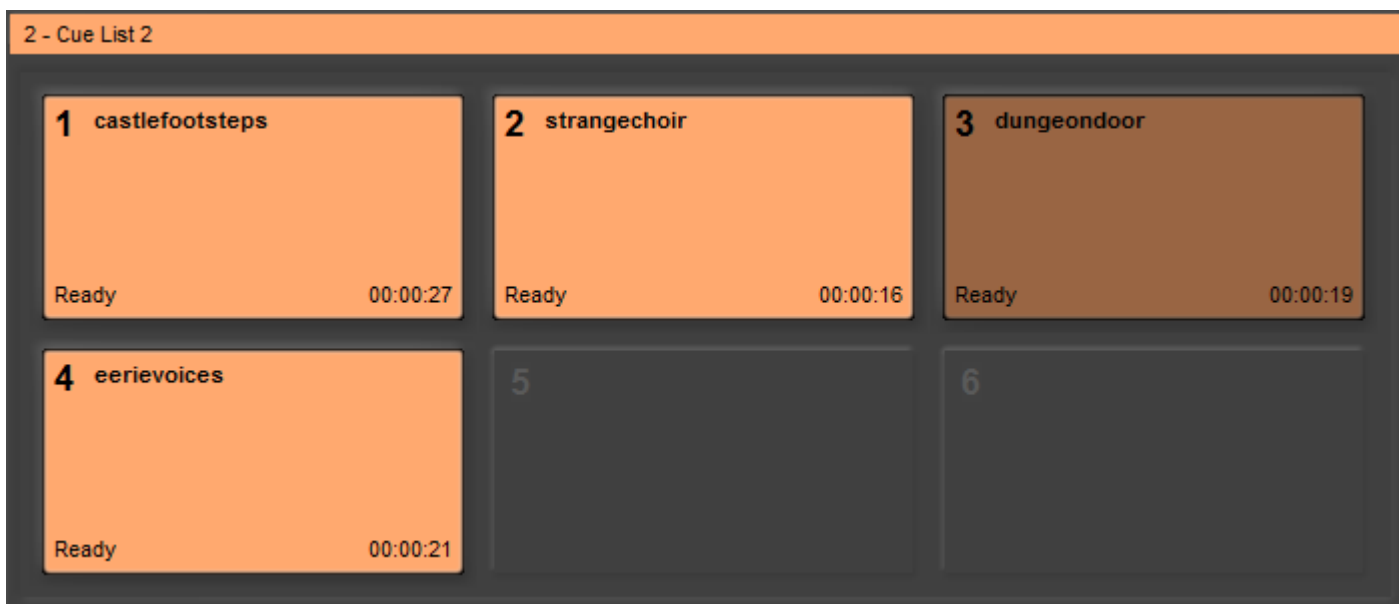 2 - Cue List 2
1 castlefootsteps
Ready 00:00:27
2 strangechoir
Ready 00:00:16
3 dungeondoor
Ready 00:00:19
4 eerievoices
Ready 00:00:21
5
6